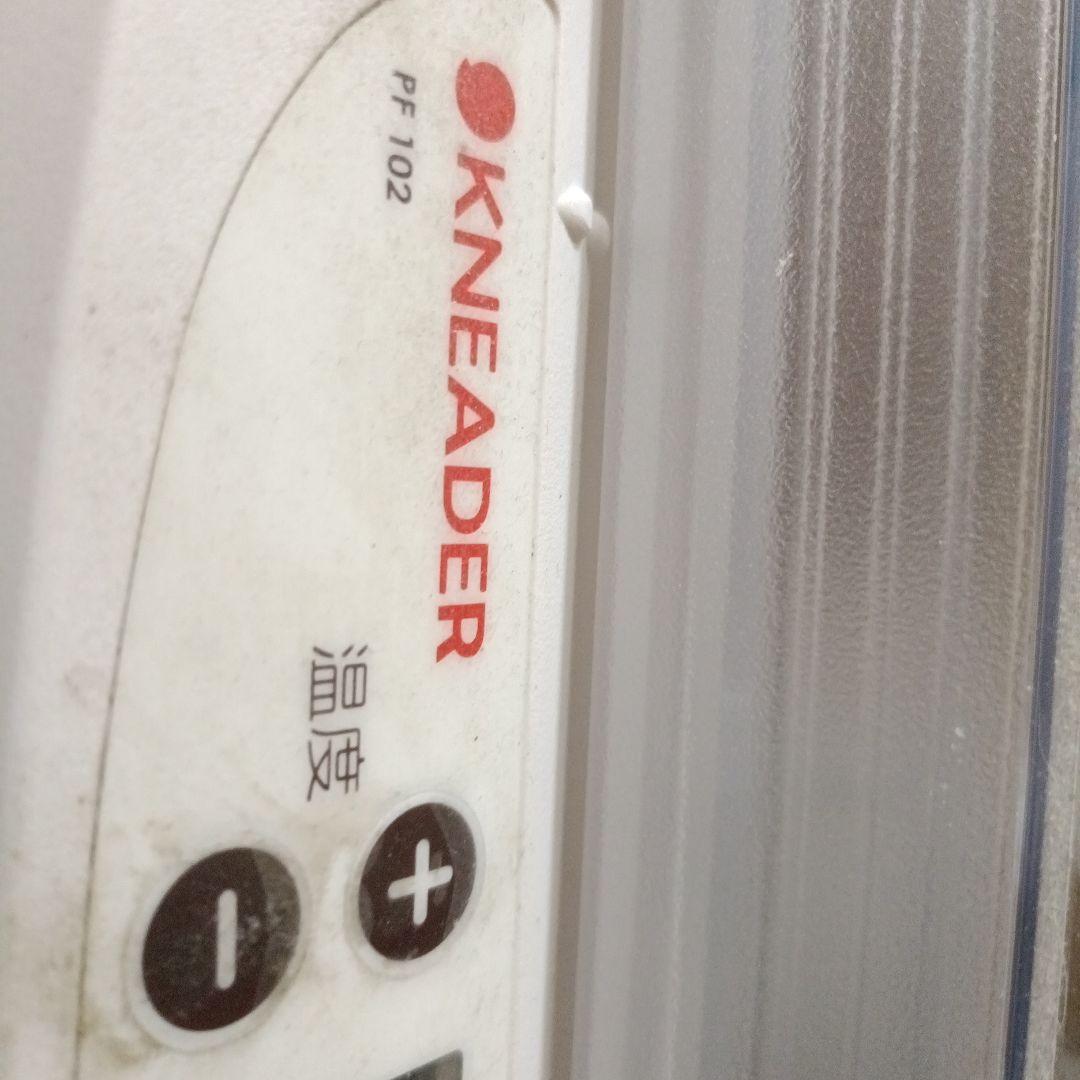 KNEADER
PF 102
温度
+
-